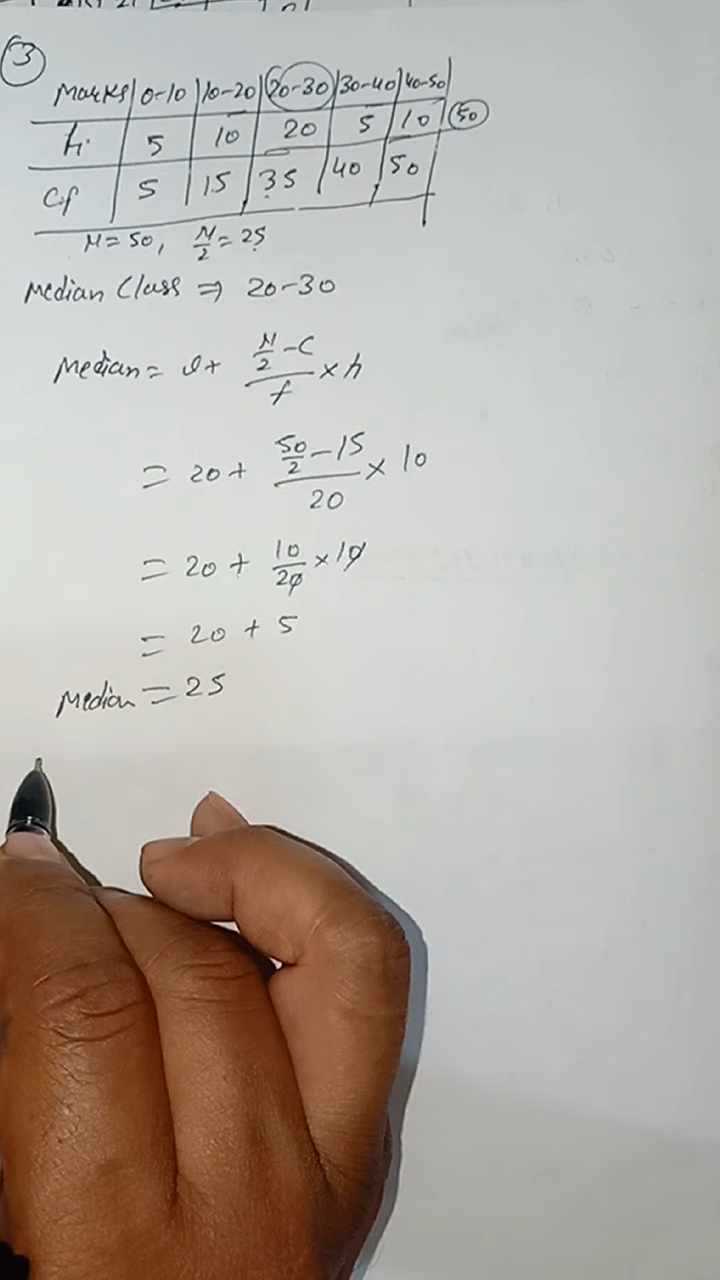 ③
Marks | 0-10 | 10-20 | 20-30 | 30-40 | 40-50
fi | 5 | 10 | 20 | 5 | 10 | 50
Cf | 5 | 15 | 35 | 40 | 50
N = 50, N/2 = 25
Median Class ⇒ 20-30
Median = l + (N/2 - C)/f × h
= 20 + (50/2 - 15)/20 × 10
= 20 + 10/20 × 10
= 20 + 5
Median = 25